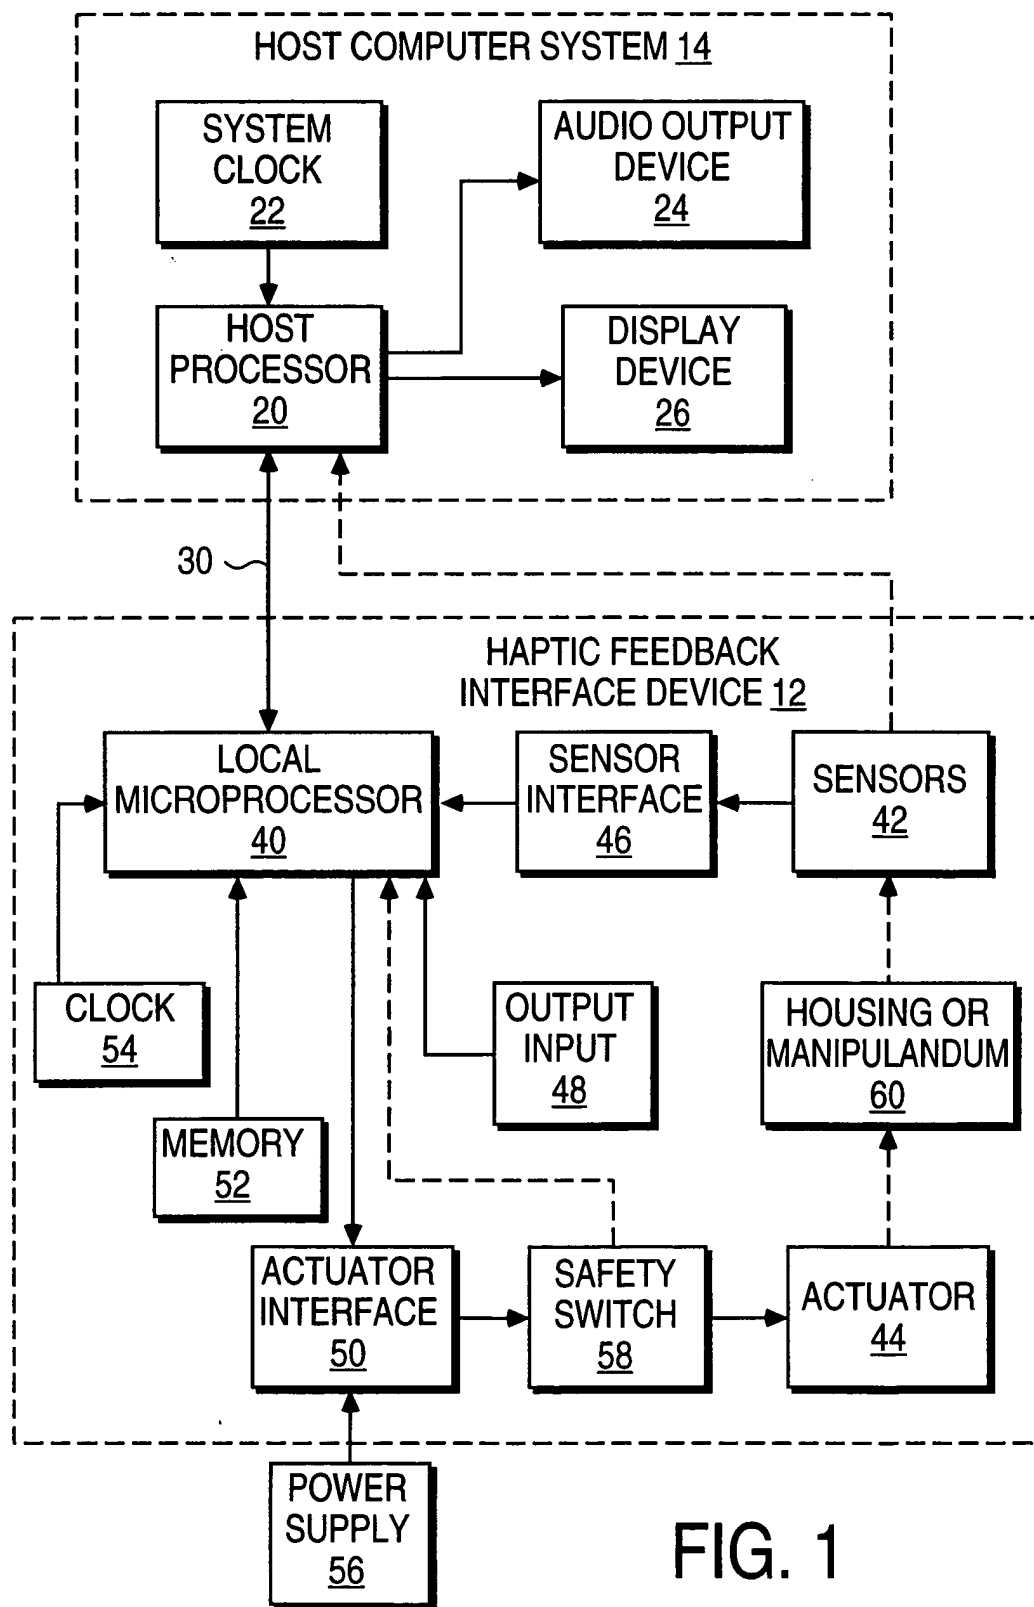 HOST COMPUTER SYSTEM 14
SYSTEM
CLOCK
22
AUDIO OUTPUT
DEVICE
24
HOST
PROCESSOR
20
DISPLAY
DEVICE
26
30
HAPTIC FEEDBACK
INTERFACE DEVICE 12
LOCAL
MICROPROCESSOR
40
SENSOR
INTERFACE
46
SENSORS
42
CLOCK
54
OUTPUT
INPUT
48
HOUSING OR
MANIPULANDUM
60
MEMORY
52
ACTUATOR
INTERFACE
50
SAFETY
SWITCH
58
ACTUATOR
44
POWER
SUPPLY
56
FIG. 1